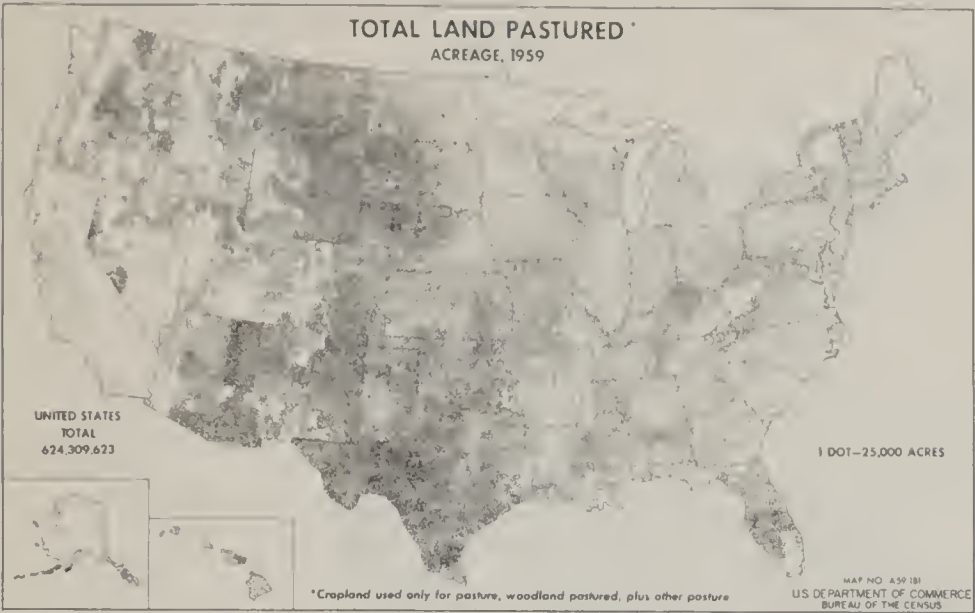 TOTAL LAND PASTURED*
ACREAGE, 1959
UNITED STATES
TOTAL
624,309,623
1 DOT—25,000 ACRES
*Cropland used only for pasture, woodland pastured, plus other pasture
MAP NO. A59-181
U.S. DEPARTMENT OF COMMERCE
BUREAU OF THE CENSUS